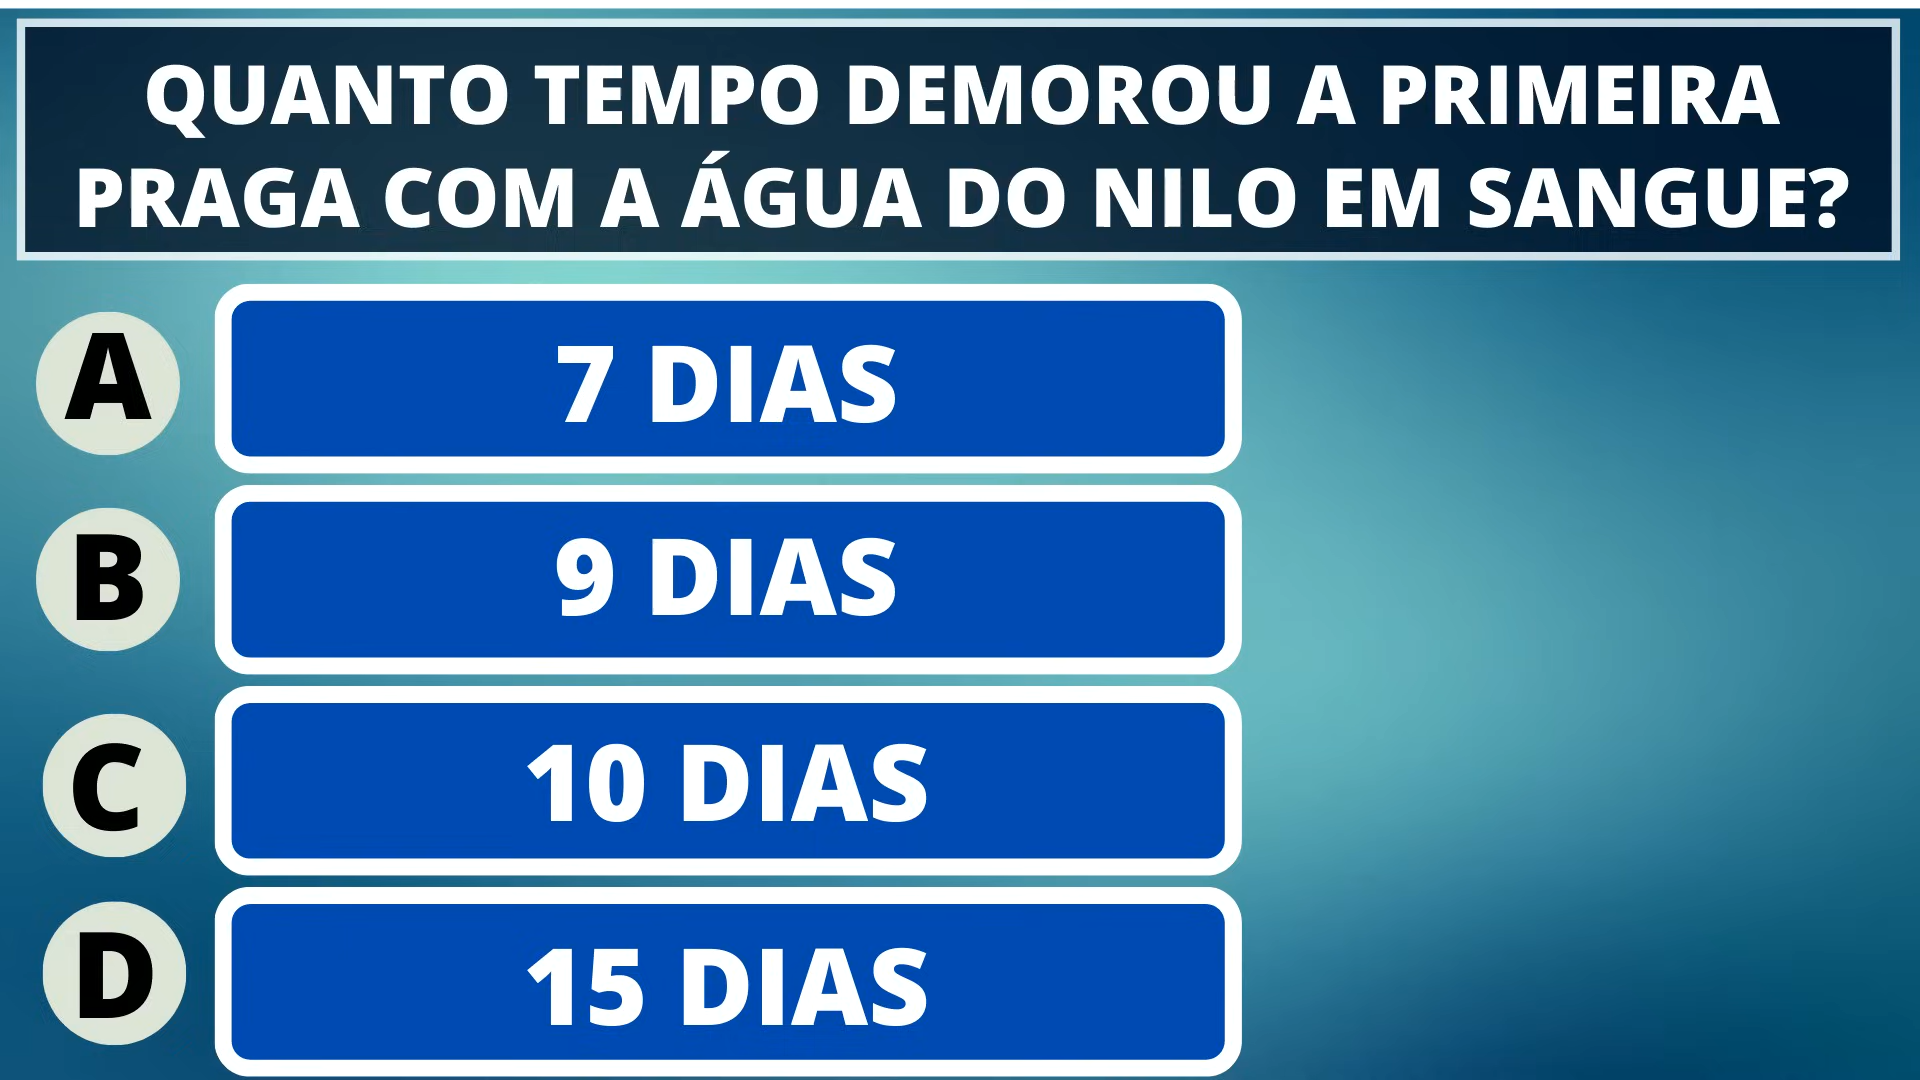 QUANTO TEMPO DEMOROU A PRIMEIRA
PRAGA COM A ÁGUA DO NILO EM SANGUE?
A
7 DIAS
B
9 DIAS
C
10 DIAS
D
15 DIAS